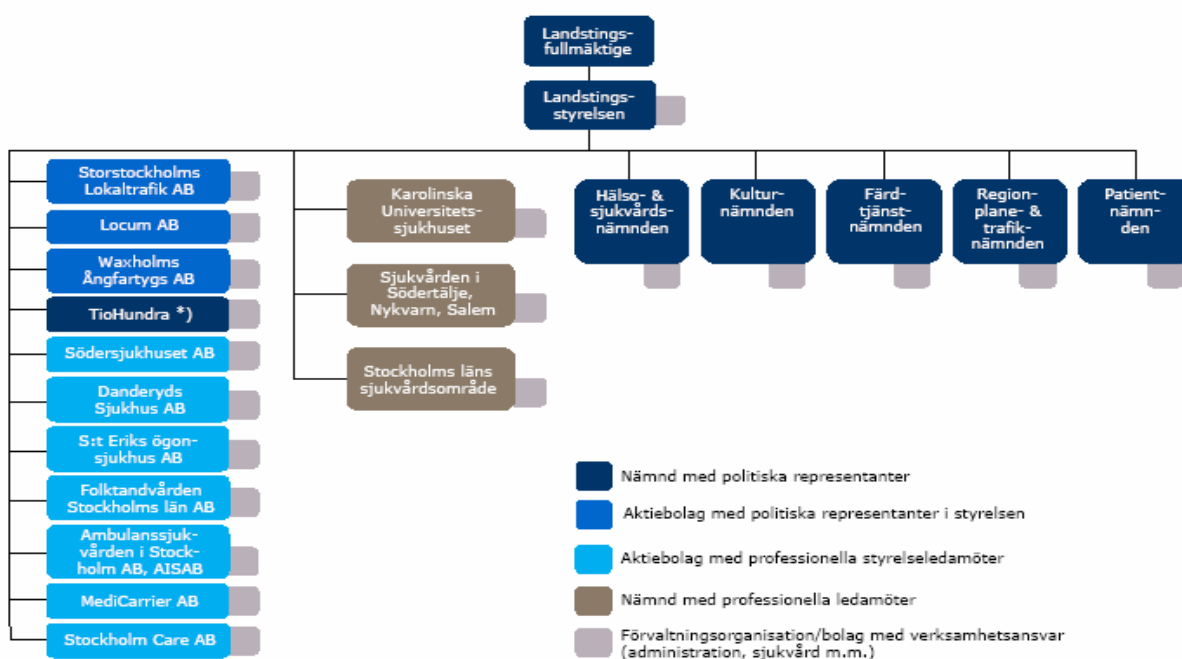 Landstings-
fullmäktige
Landstings-
styrelsen
Storstockholms
Lokaltrafik AB
Locum AB
Waxholms
Ångfartygs AB
TioHundra *)
Södersjukhuset AB
Danderyds
Sjukhus AB
S:t Eriks ögon-
sjukhus AB
Folktandvården
Stockholms län AB
Ambulanssjuk-
vården i Stock-
holm AB, AISAB
MediCarrier AB
Stockholm Care AB
Karolinska
Universitets-
sjukhuset
Sjukvården i
Södertälje,
Nykvarn, Salem
Stockholms läns
sjukvårdsområde
Hälso- &
sjukvårds-
nämnden
Kultur-
nämnden
Färd-
tjänst-
nämnden
Region-
plane- &
trafik-
nämnden
Patient-
nämn-
den
Nämnd med politiska representanter
Aktiebolag med politiska representanter i styrelsen
Aktiebolag med professionella styrelseledamöter
Nämnd med professionella ledamöter
Förvaltningsorganisation/bolag med verksamhetsansvar
(administration, sjukvård m.m.)